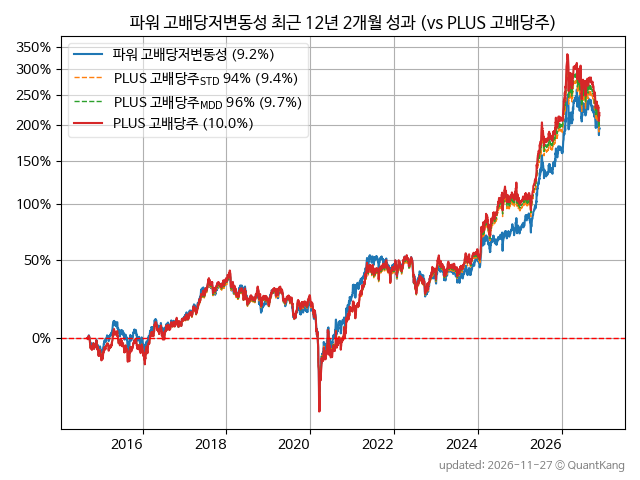 파워 고배당저변동성 최근 12년 2개월 성과 (vs PLUS 고배당주)
350%
300%
250%
200%
150%
100%
50%
0%
파워 고배당저변동성 (9.2%)
PLUS 고배당주STD 94% (9.4%)
PLUS 고배당주MDD 96% (9.7%)
PLUS 고배당주 (10.0%)
2016 2018 2020 2022 2024 2026
updated: 2026-11-27 © QuantKang